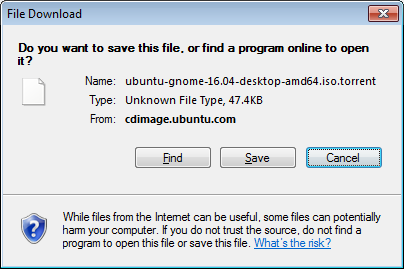 File Download
Do you want to save this file, or find a program online to open
it?
Name: ubuntu-gnome-16.04-desktop-amd64.iso.torrent
Type: Unknown File Type, 47.4KB
From: cdimage.ubuntu.com
Find Save Cancel
While files from the Internet can be useful, some files can potentially
harm your computer. If you do not trust the source, do not find a
program to open this file or save this file. What's the risk?